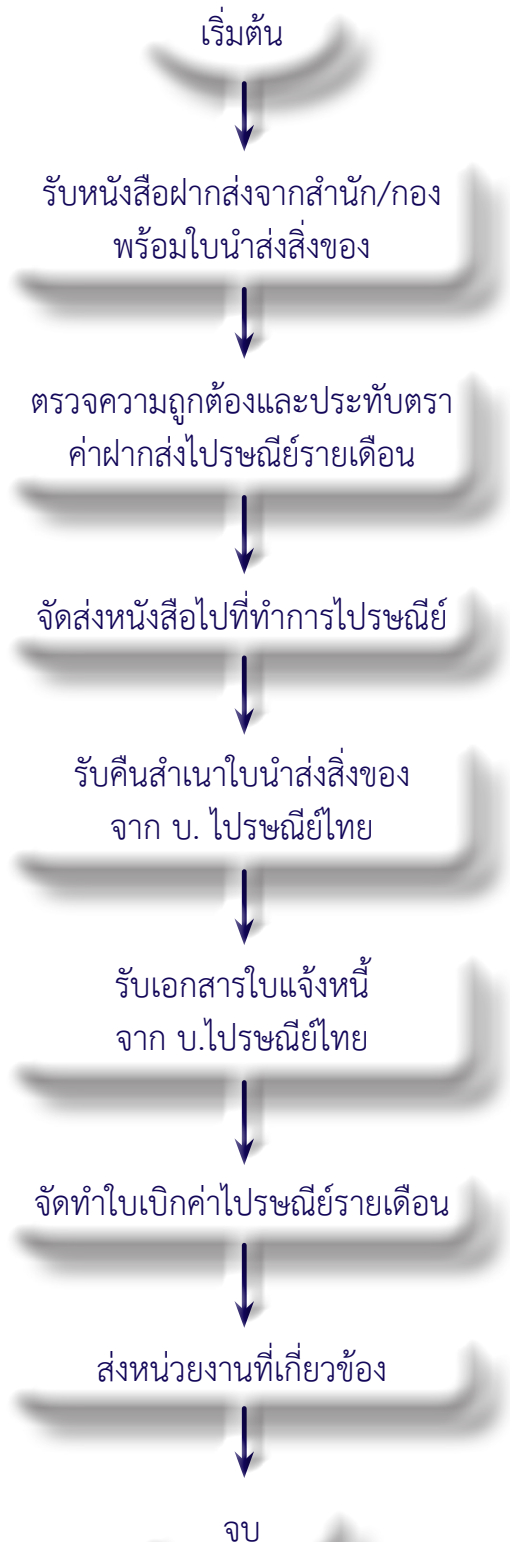 เริ่มต้น
รับหนังสือฝากส่งจากสำนัก/กอง
พร้อมใบนำส่งสิ่งของ
ตรวจความถูกต้องและประทับตรา
ค่าฝากส่งไปรษณีย์รายเดือน
จัดส่งหนังสือไปที่ทำการไปรษณีย์
รับคืนสำเนาใบนำส่งสิ่งของ
จาก บ. ไปรษณีย์ไทย
รับเอกสารใบแจ้งหนี้
จาก บ.ไปรษณีย์ไทย
จัดทำใบเบิกค่าไปรษณีย์รายเดือน
ส่งหน่วยงานที่เกี่ยวข้อง
จบ